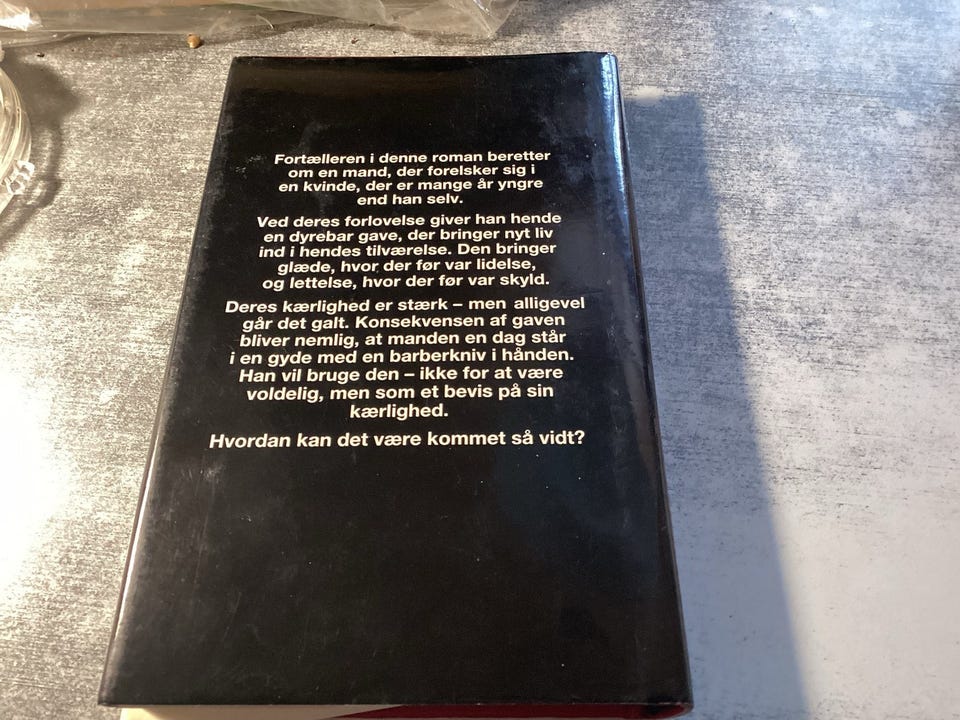 Fortælleren i denne roman beretter
om en mand, der forelsker sig i
en kvinde, der er mange år yngre
end han selv.
Ved deres forlovelse giver han hende
en dyrebar gave, der bringer nyt liv
ind i hendes tilværelse. Den bringer
glæde, hvor der før var lidelse,
og lettelse, hvor der før var skyld.
Deres kærlighed er stærk – men alligevel
går det galt. Konsekvensen af gaven
bliver nemlig, at manden en dag står
i en gyde med en barberkniv i hånden.
Han vil bruge den – ikke for at være
voldelig, men som et bevis på sin
kærlighed.
Hvordan kan det være kommet så vidt?